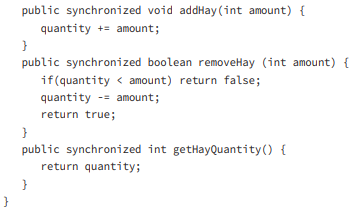 public synchronized void addHay(int amount) {
quantity += amount;
}
public synchronized boolean removeHay (int amount) {
if(quantity < amount) return false;
quantity -= amount;
return true;
}
public synchronized int getHayQuantity() {
return quantity;
}
}